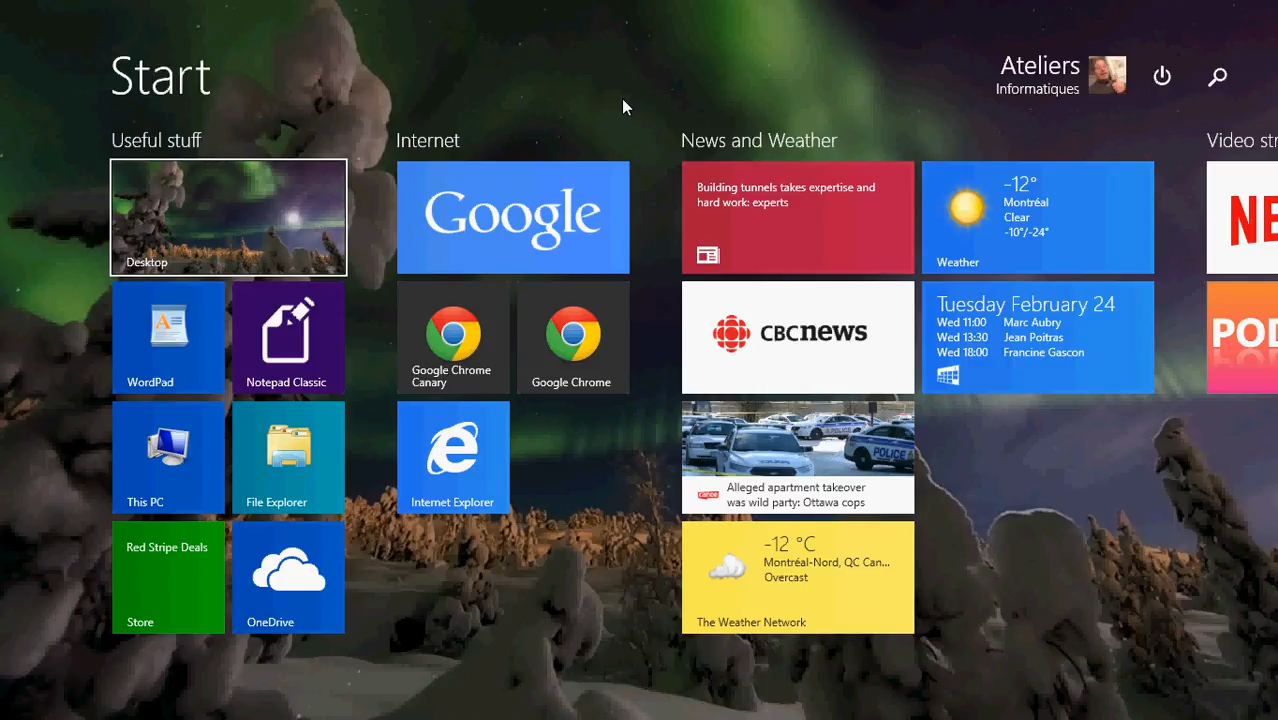 Start
Ateliers
Informatiques
Useful stuff
Desktop
WordPad
Notepad Classic
This PC
File Explorer
Red Stripe Deals
Store
OneDrive
Internet
Google
Google Chrome
Canary
Google Chrome
Internet Explorer
News and Weather
Building tunnels takes expertise and
hard work: experts
-12°
Montréal
Clear
-10°/-24°
Weather
CBCnews
Tuesday February 24
Wed 11:00 Marc Aubry
Wed 13:30 Jean Poitras
Wed 18:00 Francine Gascon
POLICE
canoe
Alleged apartment takeover
was wild party: Ottawa cops
-12 °C
Montréal-Nord, QC Can...
Overcast
The Weather Network
Video st
NE
POD